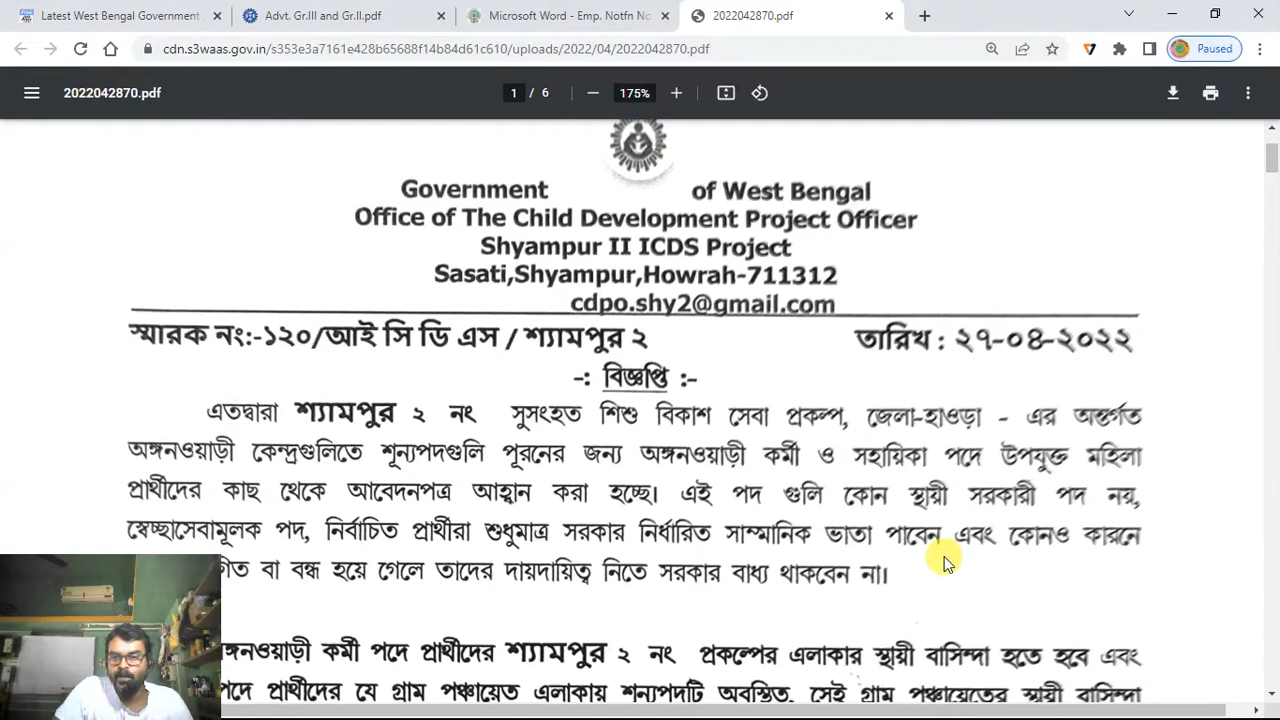 Latest West Bengal Government
Advt. Gr.III and Gr.II.pdf
Microsoft Word - Emp. Notfn No
2022042870.pdf
cdn.s3waas.gov.in/s353e3a7161e428b65688f14b84d61c610/uploads/2022/04/2022042870.pdf
Paused
2022042870.pdf
1 / 6
175%
Government of West Bengal
Office of The Child Development Project Officer
Shyampur II ICDS Project
Sasati,Shyampur,Howrah-711312
cdpo.shy2@gmail.com
স্মারক নং:-১২০/আই সি ডি এস / শ্যামপুর ২ তারিখ : ২৭-০৪-২০২২
-: বিজ্ঞপ্তি :-
এতদ্বারা শ্যামপুর ২ নং সুসংহত শিশু বিকাশ সেবা প্রকল্প, জেলা-হাওড়া - এর অন্তর্গত
অঙ্গনওয়াড়ী কেন্দ্রগুলিতে শূন্যপদগুলি পূরনের জন্য অঙ্গনওয়াড়ী কর্মী ও সহায়িকা পদে উপযুক্ত মহিলা
প্রার্থীদের কাছ থেকে আবেদনপত্র আহ্বান করা হচ্ছে। এই পদ গুলি কোন স্থায়ী সরকারী পদ নয়,
স্বেচ্ছাসেবামূলক পদ, নির্বাচিত প্রার্থীরা শুধুমাত্র সরকার নির্ধারিত সাম্মানিক ভাতা পাবেন এবং কোনও কারনে
বা বন্ধ হয়ে গেলে তাদের দায়দায়িত্ব নিতে সরকার বাধ্য থাকবেন না।
কর্মী পদে প্রার্থীদের শ্যামপুর ২ নং প্রকল্পের এলাকার স্থায়ী বাসিন্দা হতে হবে এবং
পদে প্রার্থীদের যে গ্রাম পঞ্চায়েত এলাকায় শূন্যপদটি অবস্থিত, সেই গ্রাম পঞ্চায়েতের স্থায়ী বাসিন্দা